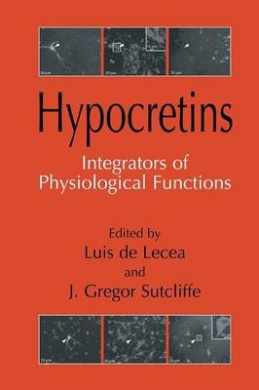 Hypocretins
Integrators of
Physiological Functions
Edited by
Luis de Lecea
and
J. Gregor Sutcliffe